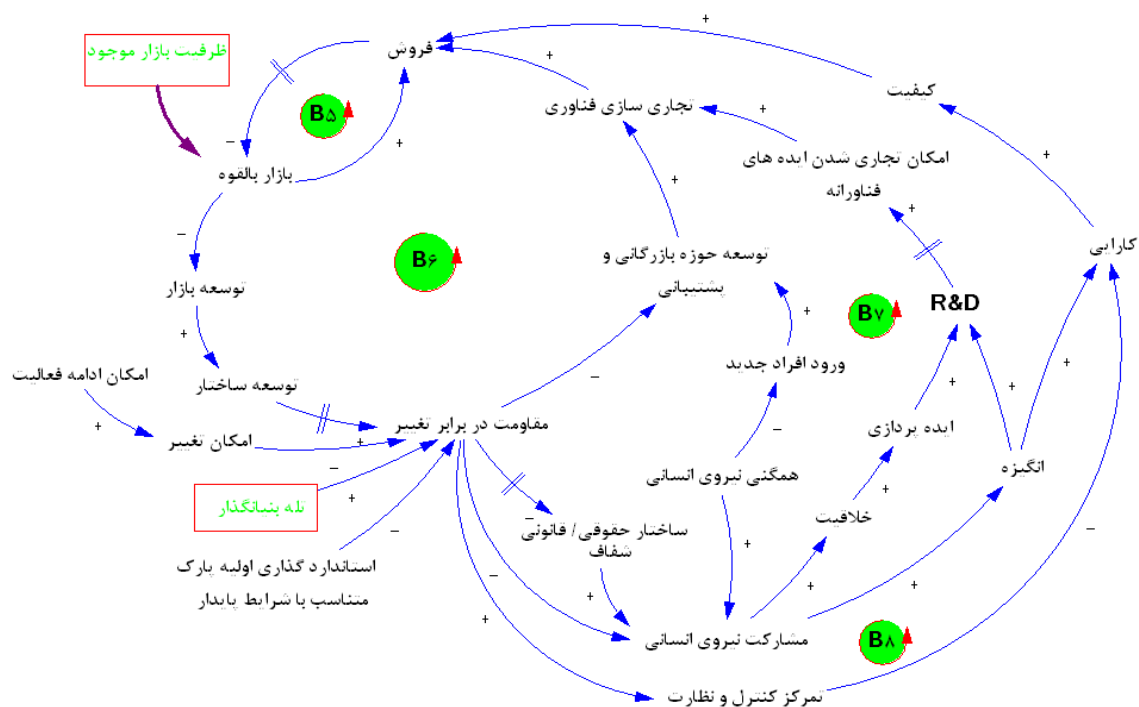 ظرفیت بازار موجود
فروش
کیفیت
B۵
تجاری سازی فناوری
امکان تجاری شدن ایده های
فناورانه
بازار بالقوه
کارایی
B۶
توسعه حوزه بازرگانی و
پشتیبانی
توسعه بازار
R&D
B۷
ورود افراد جدید
امکان ادامه فعالیت
توسعه ساختار
مقاومت در برابر تغییر
ایده پردازی
امکان تغییر
انگیزه
همگنی نیروی انسانی
تله بنیانگذار
خلاقیت
ساختار حقوقی/ قانونی
شفاف
استاندارد گذاری اولیه پارک
متناسب با شرایط پایدار
مشارکت نیروی انسانی
B۸
تمرکز کنترل و نظارت